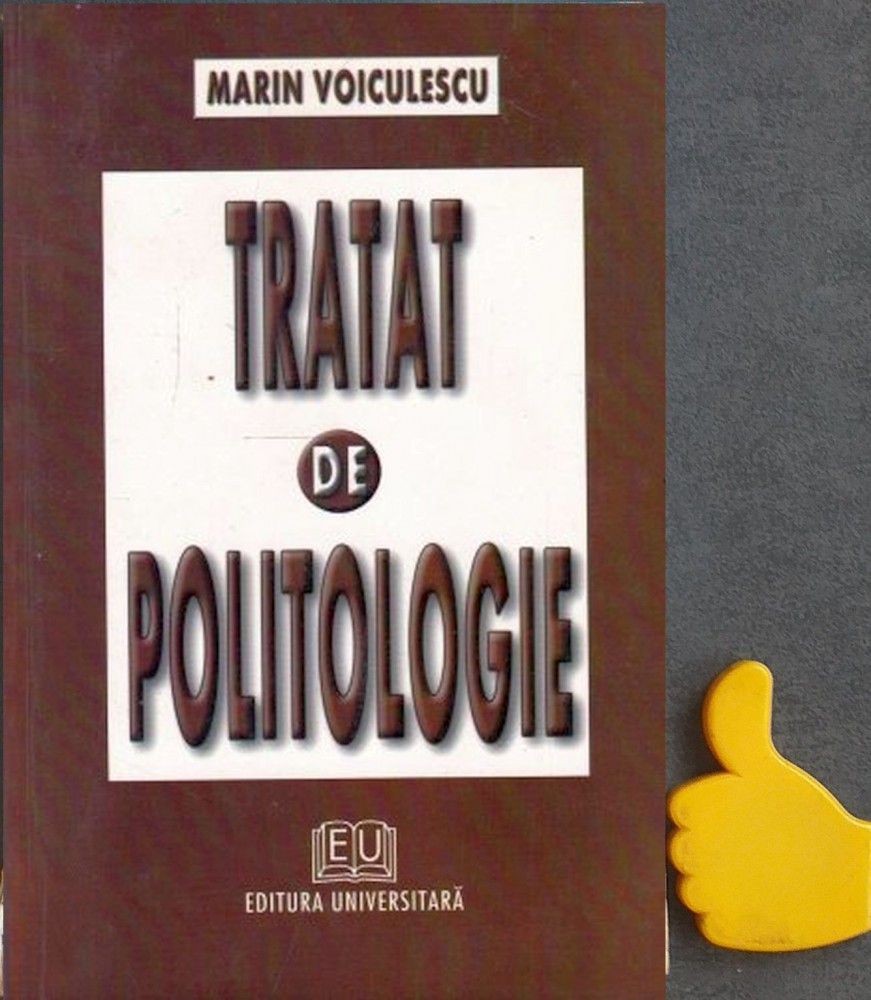 MARIN VOICULESCU
TRATAT
DE
POLITOLOGIE
EU
EDITURA UNIVERSITARĂ